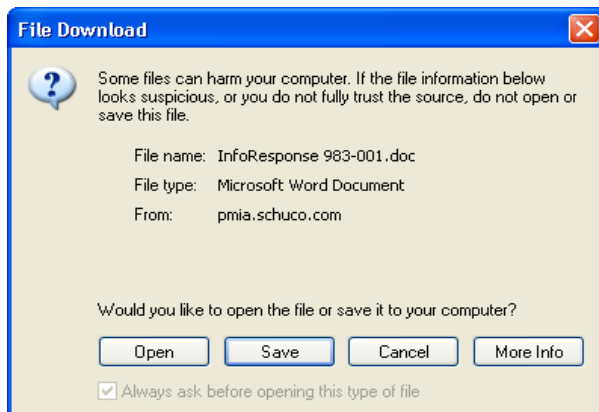 File Download
Some files can harm your computer. If the file information below
looks suspicious, or you do not fully trust the source, do not open or
save this file.
File name: InfoResponse 983-001.doc
File type: Microsoft Word Document
From: pmia.schuco.com
Would you like to open the file or save it to your computer?
Open Save Cancel More Info
Always ask before opening this type of file